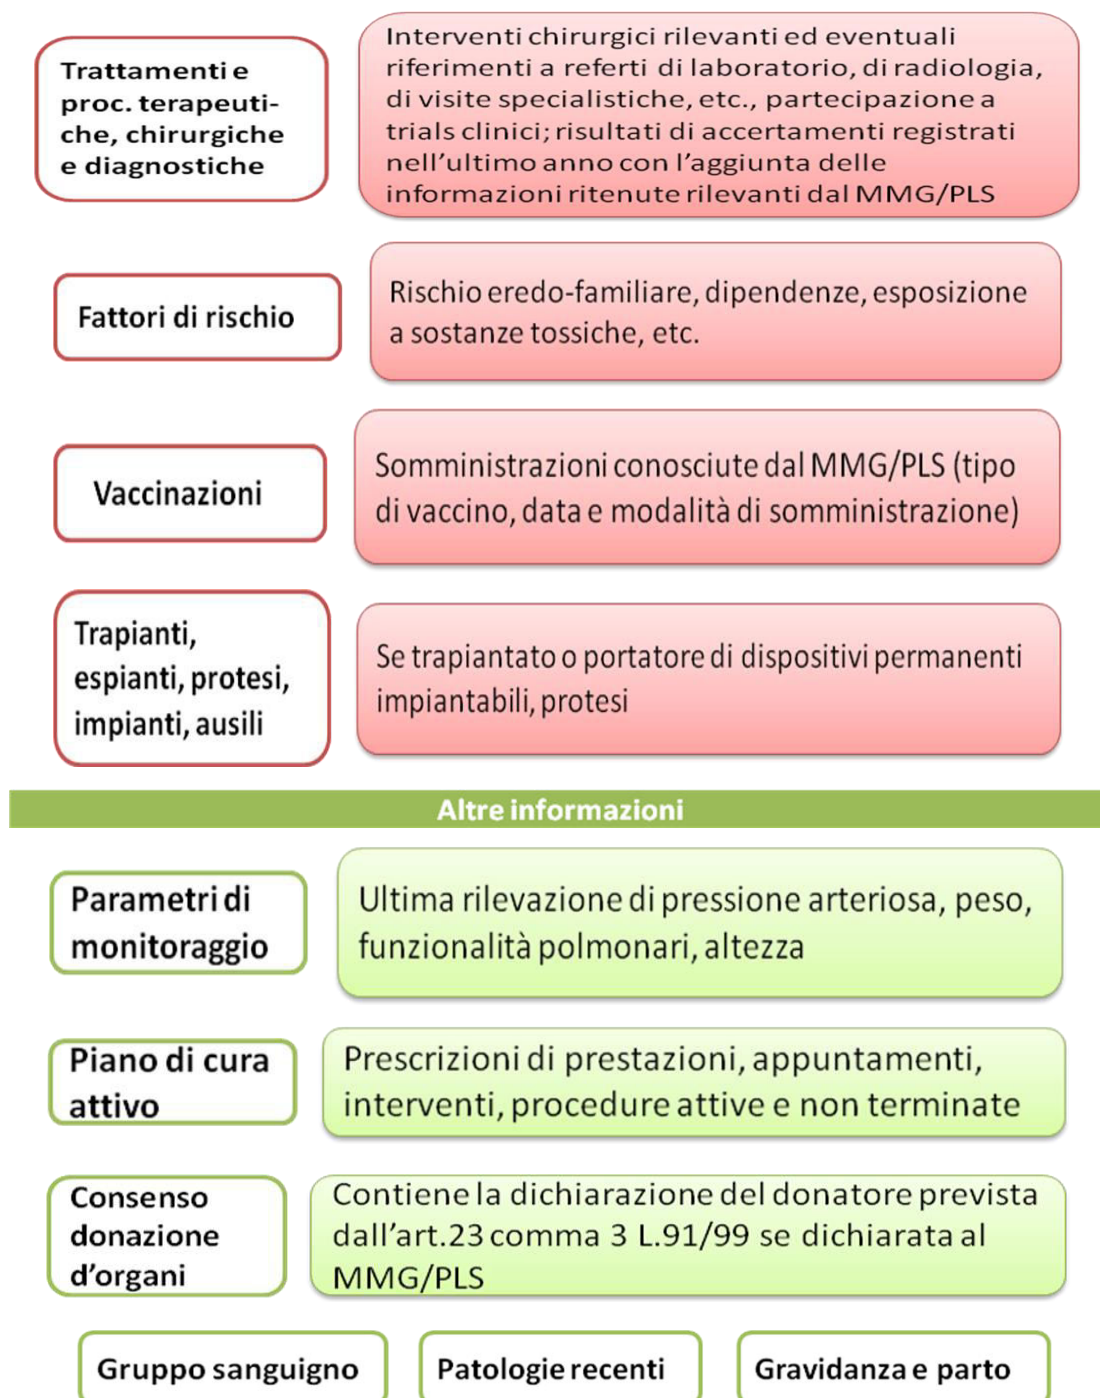 Trattamenti e
proc. terapeuti-
che, chirurgiche
e diagnostiche
Interventi chirurgici rilevanti ed eventuali
riferimenti a referti di laboratorio, di radiologia,
di visite specialistiche, etc., partecipazione a
trials clinici; risultati di accertamenti registrati
nell'ultimo anno con l'aggiunta delle
informazioni ritenute rilevanti dal MMG/PLS
Fattori di rischio
Rischio eredo-familiare, dipendenze, esposizione
a sostanze tossiche, etc.
Vaccinazioni
Somministrazioni conosciute dal MMG/PLS (tipo
di vaccino, data e modalità di somministrazione)
Trapianti,
espianti, protesi,
impianti, ausili
Se trapiantato o portatore di dispositivi permanenti
impiantabili, protesi
Altre informazioni
Parametri di
monitoraggio
Ultima rilevazione di pressione arteriosa, peso,
funzionalità polmonari, altezza
Piano di cura
attivo
Prescrizioni di prestazioni, appuntamenti,
interventi, procedure attive e non terminate
Consenso
donazione
d'organi
Contiene la dichiarazione del donatore prevista
dall'art.23 comma 3 L.91/99 se dichiarata al
MMG/PLS
Gruppo sanguigno
Patologie recenti
Gravidanza e parto